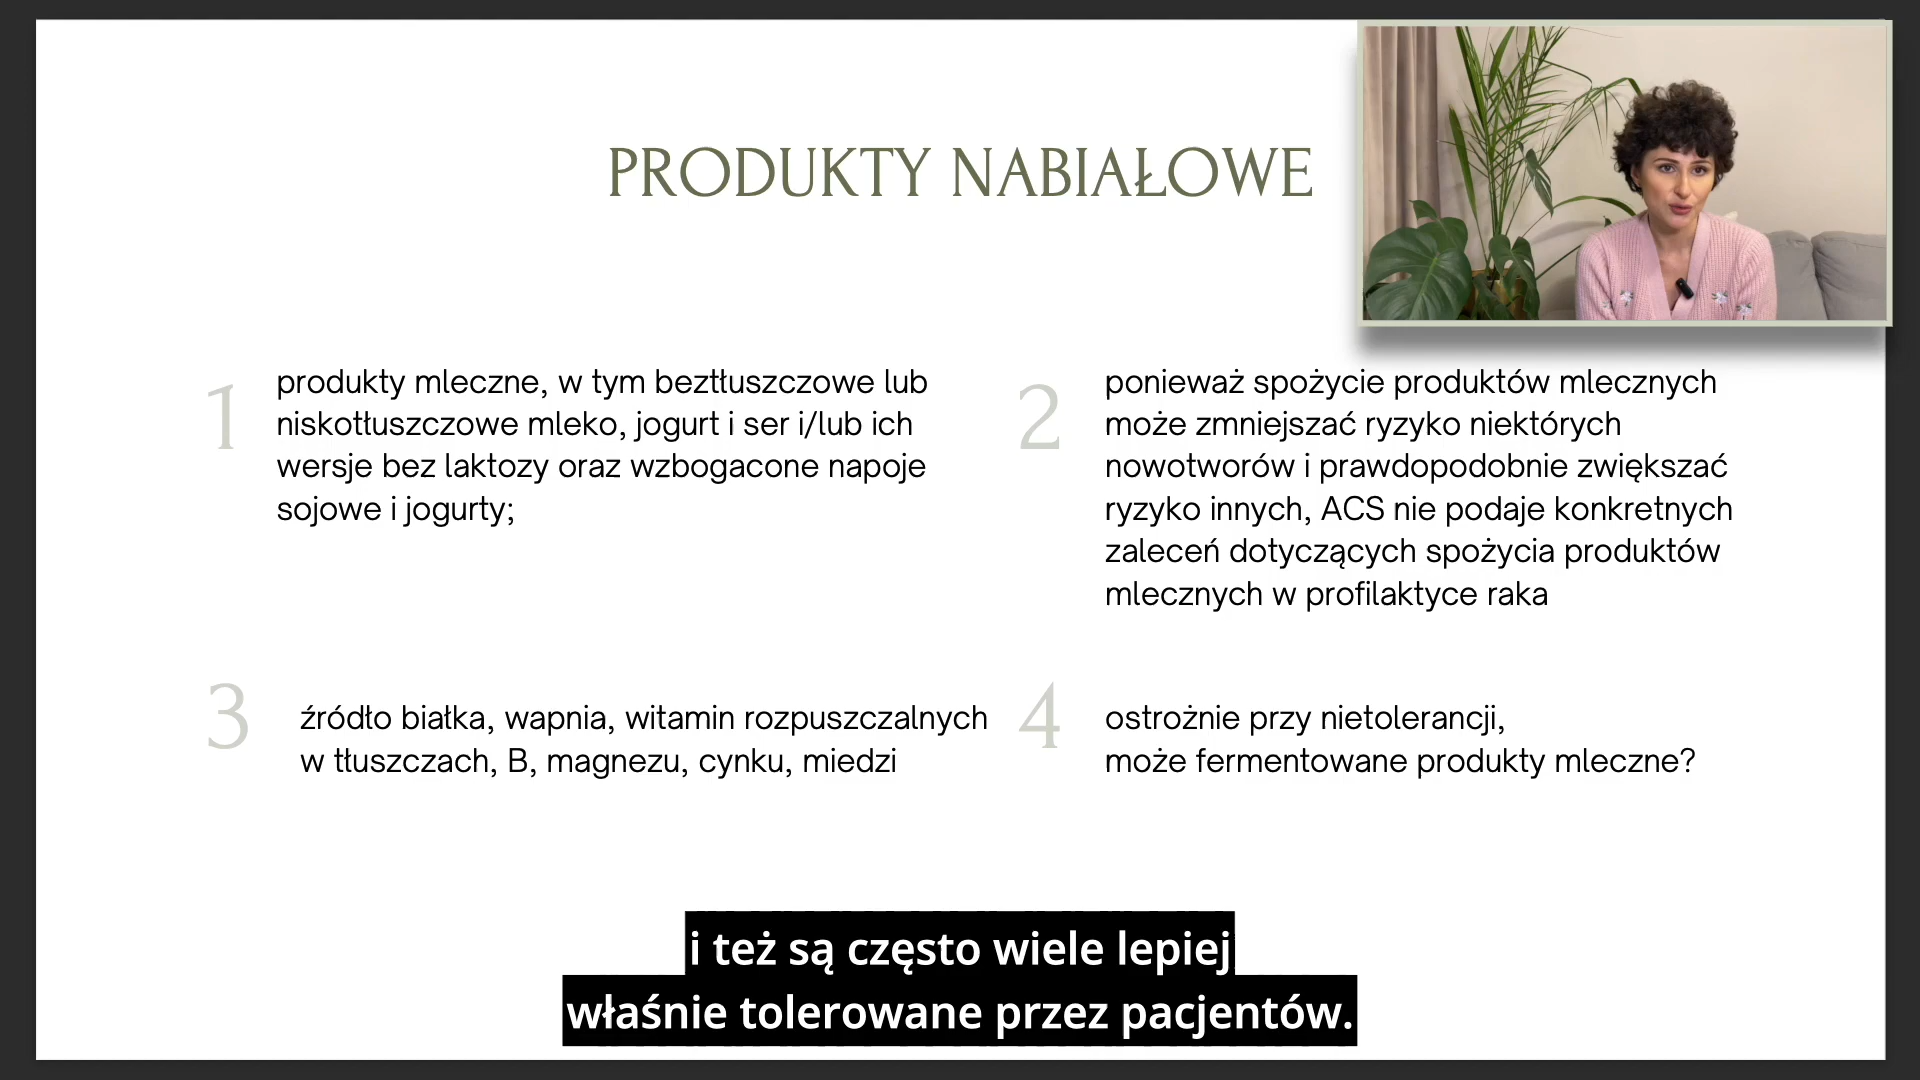 PRODUKTY NABIAŁOWE
1
produkty mleczne, w tym beztłuszczowe lub
niskotłuszczowe mleko, jogurt i ser i/lub ich
wersje bez laktozy oraz wzbogacone napoje
sojowe i jogurty;
2
ponieważ spożycie produktów mlecznych
może zmniejszać ryzyko niektórych
nowotworów i prawdopodobnie zwiększać
ryzyko innych, ACS nie podaje konkretnych
zaleceń dotyczących spożycia produktów
mlecznych w profilaktyce raka
3
źródło białka, wapnia, witamin rozpuszczalnych
w tłuszczach, B, magnezu, cynku, miedzi
4
ostrożnie przy nietolerancji,
może fermentowane produkty mleczne?
i też są często wiele lepiej
właśnie tolerowane przez pacjentów.